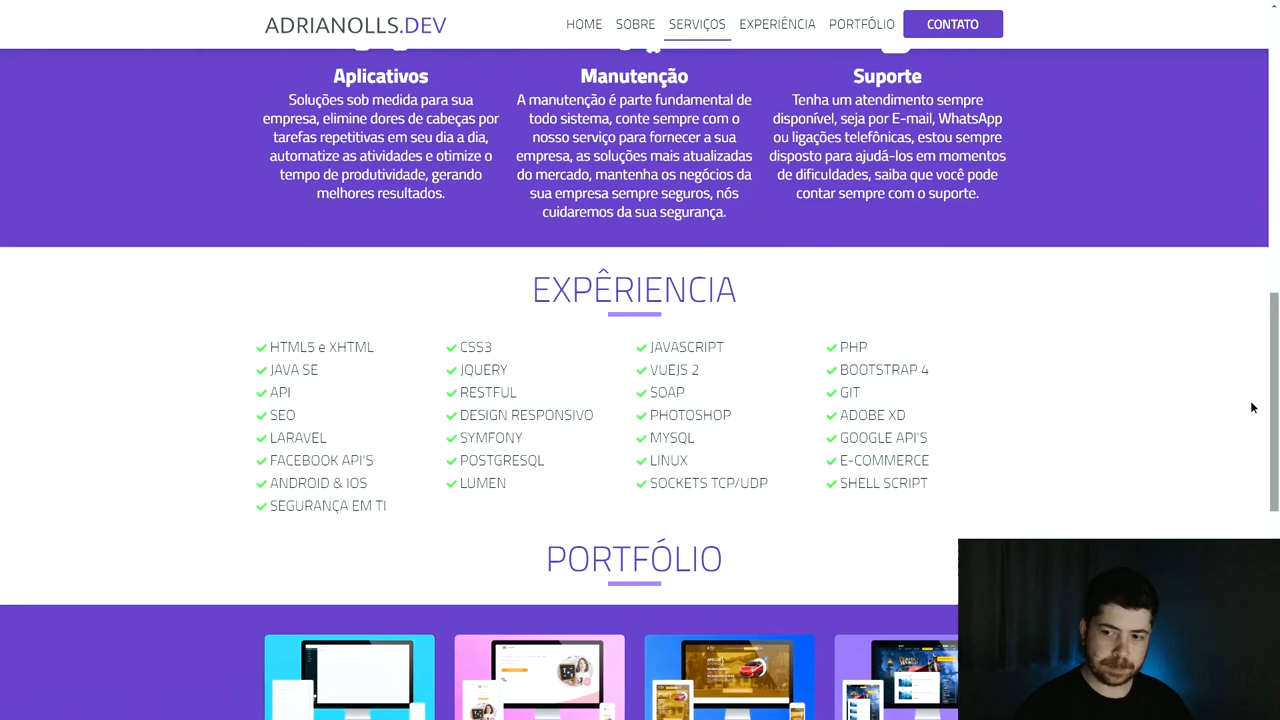 ADRIANOLLS.DEV
HOME SOBRE SERVIÇOS EXPERIÊNCIA PORTFÓLIO CONTATO
Aplicativos
Soluções sob medida para sua
empresa, elimine dores de cabeças por
tarefas repetitivas em seu dia a dia,
automatize as atividades e otimize o
tempo de produtividade, gerando
melhores resultados.
Manutenção
A manutenção é parte fundamental de
todo sistema, conte sempre com o
nosso serviço para fornecer a sua
empresa, as soluções mais atualizadas
do mercado, mantenha os negócios da
sua empresa sempre seguros, nós
cuidaremos da sua segurança.
Suporte
Tenha um atendimento sempre
disponível, seja por E-mail, WhatsApp
ou ligações telefônicas, estou sempre
disposto para ajudá-los em momentos
de dificuldades, saiba que você pode
contar sempre com o suporte.
EXPÊRIENCIA
HTML5 e XHTML CSS3 JAVASCRIPT PHP
JAVA SE JQUERY VUEJS 2 BOOTSTRAP 4
API RESTFUL SOAP GIT
SEO DESIGN RESPONSIVO PHOTOSHOP ADOBE XD
LARAVEL SYMFONY MYSQL GOOGLE API'S
FACEBOOK API'S POSTGRESQL LINUX E-COMMERCE
ANDROID & IOS LUMEN SOCKETS TCP/UDP SHELL SCRIPT
SEGURANÇA EM TI
PORTFÓLIO